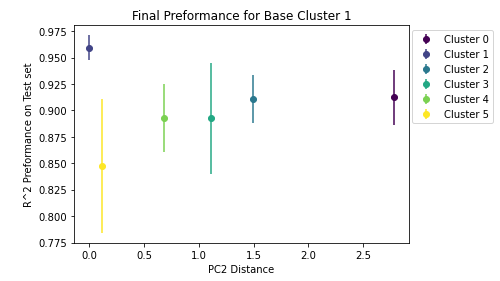 Final Preformance for Base Cluster 1
R^2 Preformance on Test set
0.975
0.950
0.925
0.900
0.875
0.850
0.825
0.800
0.775
0.0 0.5 1.0 1.5 2.0 2.5
PC2 Distance
Cluster 0
Cluster 1
Cluster 2
Cluster 3
Cluster 4
Cluster 5